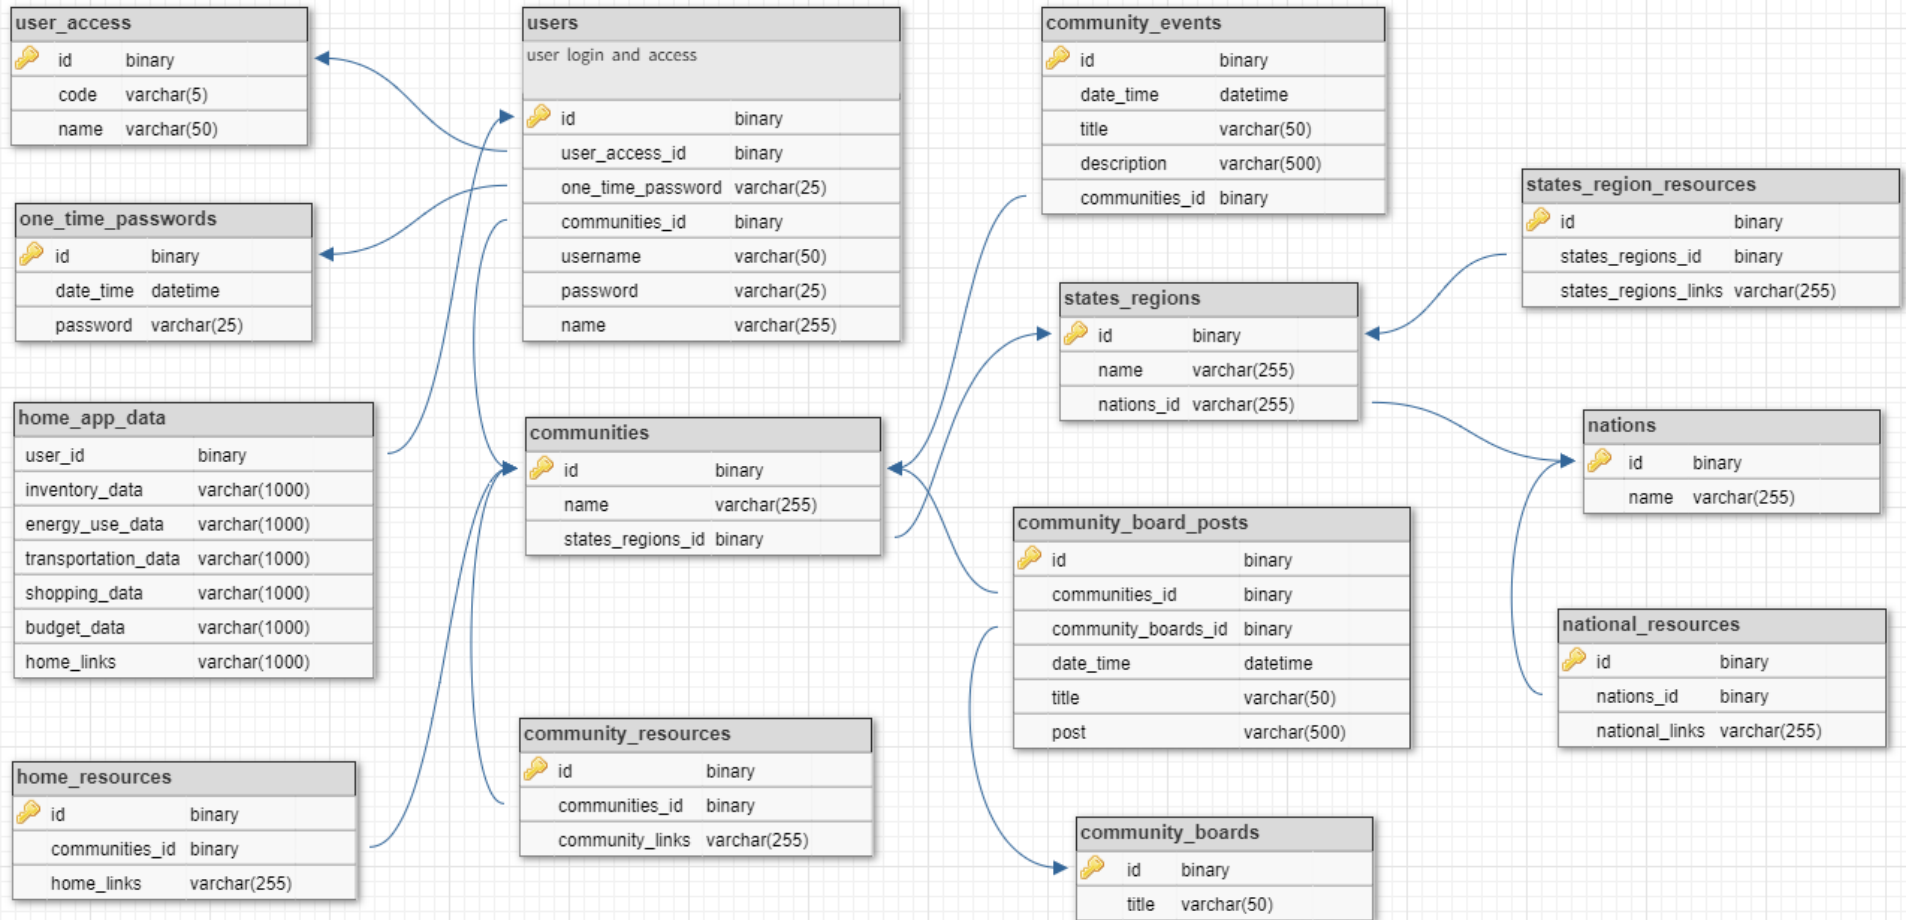 user_access
id binary
code varchar(5)
name varchar(50)
one_time_passwords
id binary
date_time datetime
password varchar(25)
home_app_data
user_id binary
inventory_data varchar(1000)
energy_use_data varchar(1000)
transportation_data varchar(1000)
shopping_data varchar(1000)
budget_data varchar(1000)
home_links varchar(1000)
home_resources
id binary
communities_id binary
home_links varchar(255)
users
user login and access
id binary
user_access_id binary
one_time_password varchar(25)
communities_id binary
username varchar(50)
password varchar(25)
name varchar(255)
communities
id binary
name varchar(255)
states_regions_id binary
community_resources
id binary
communities_id binary
community_links varchar(255)
community_events
id binary
date_time datetime
title varchar(50)
description varchar(500)
communities_id binary
states_regions
id binary
name varchar(255)
nations_id varchar(255)
community_board_posts
id binary
communities_id binary
community_boards_id binary
date_time datetime
title varchar(50)
post varchar(500)
community_boards
id binary
title varchar(50)
states_region_resources
id binary
states_regions_id binary
states_regions_links varchar(255)
nations
id binary
name varchar(255)
national_resources
id binary
nations_id binary
national_links varchar(255)